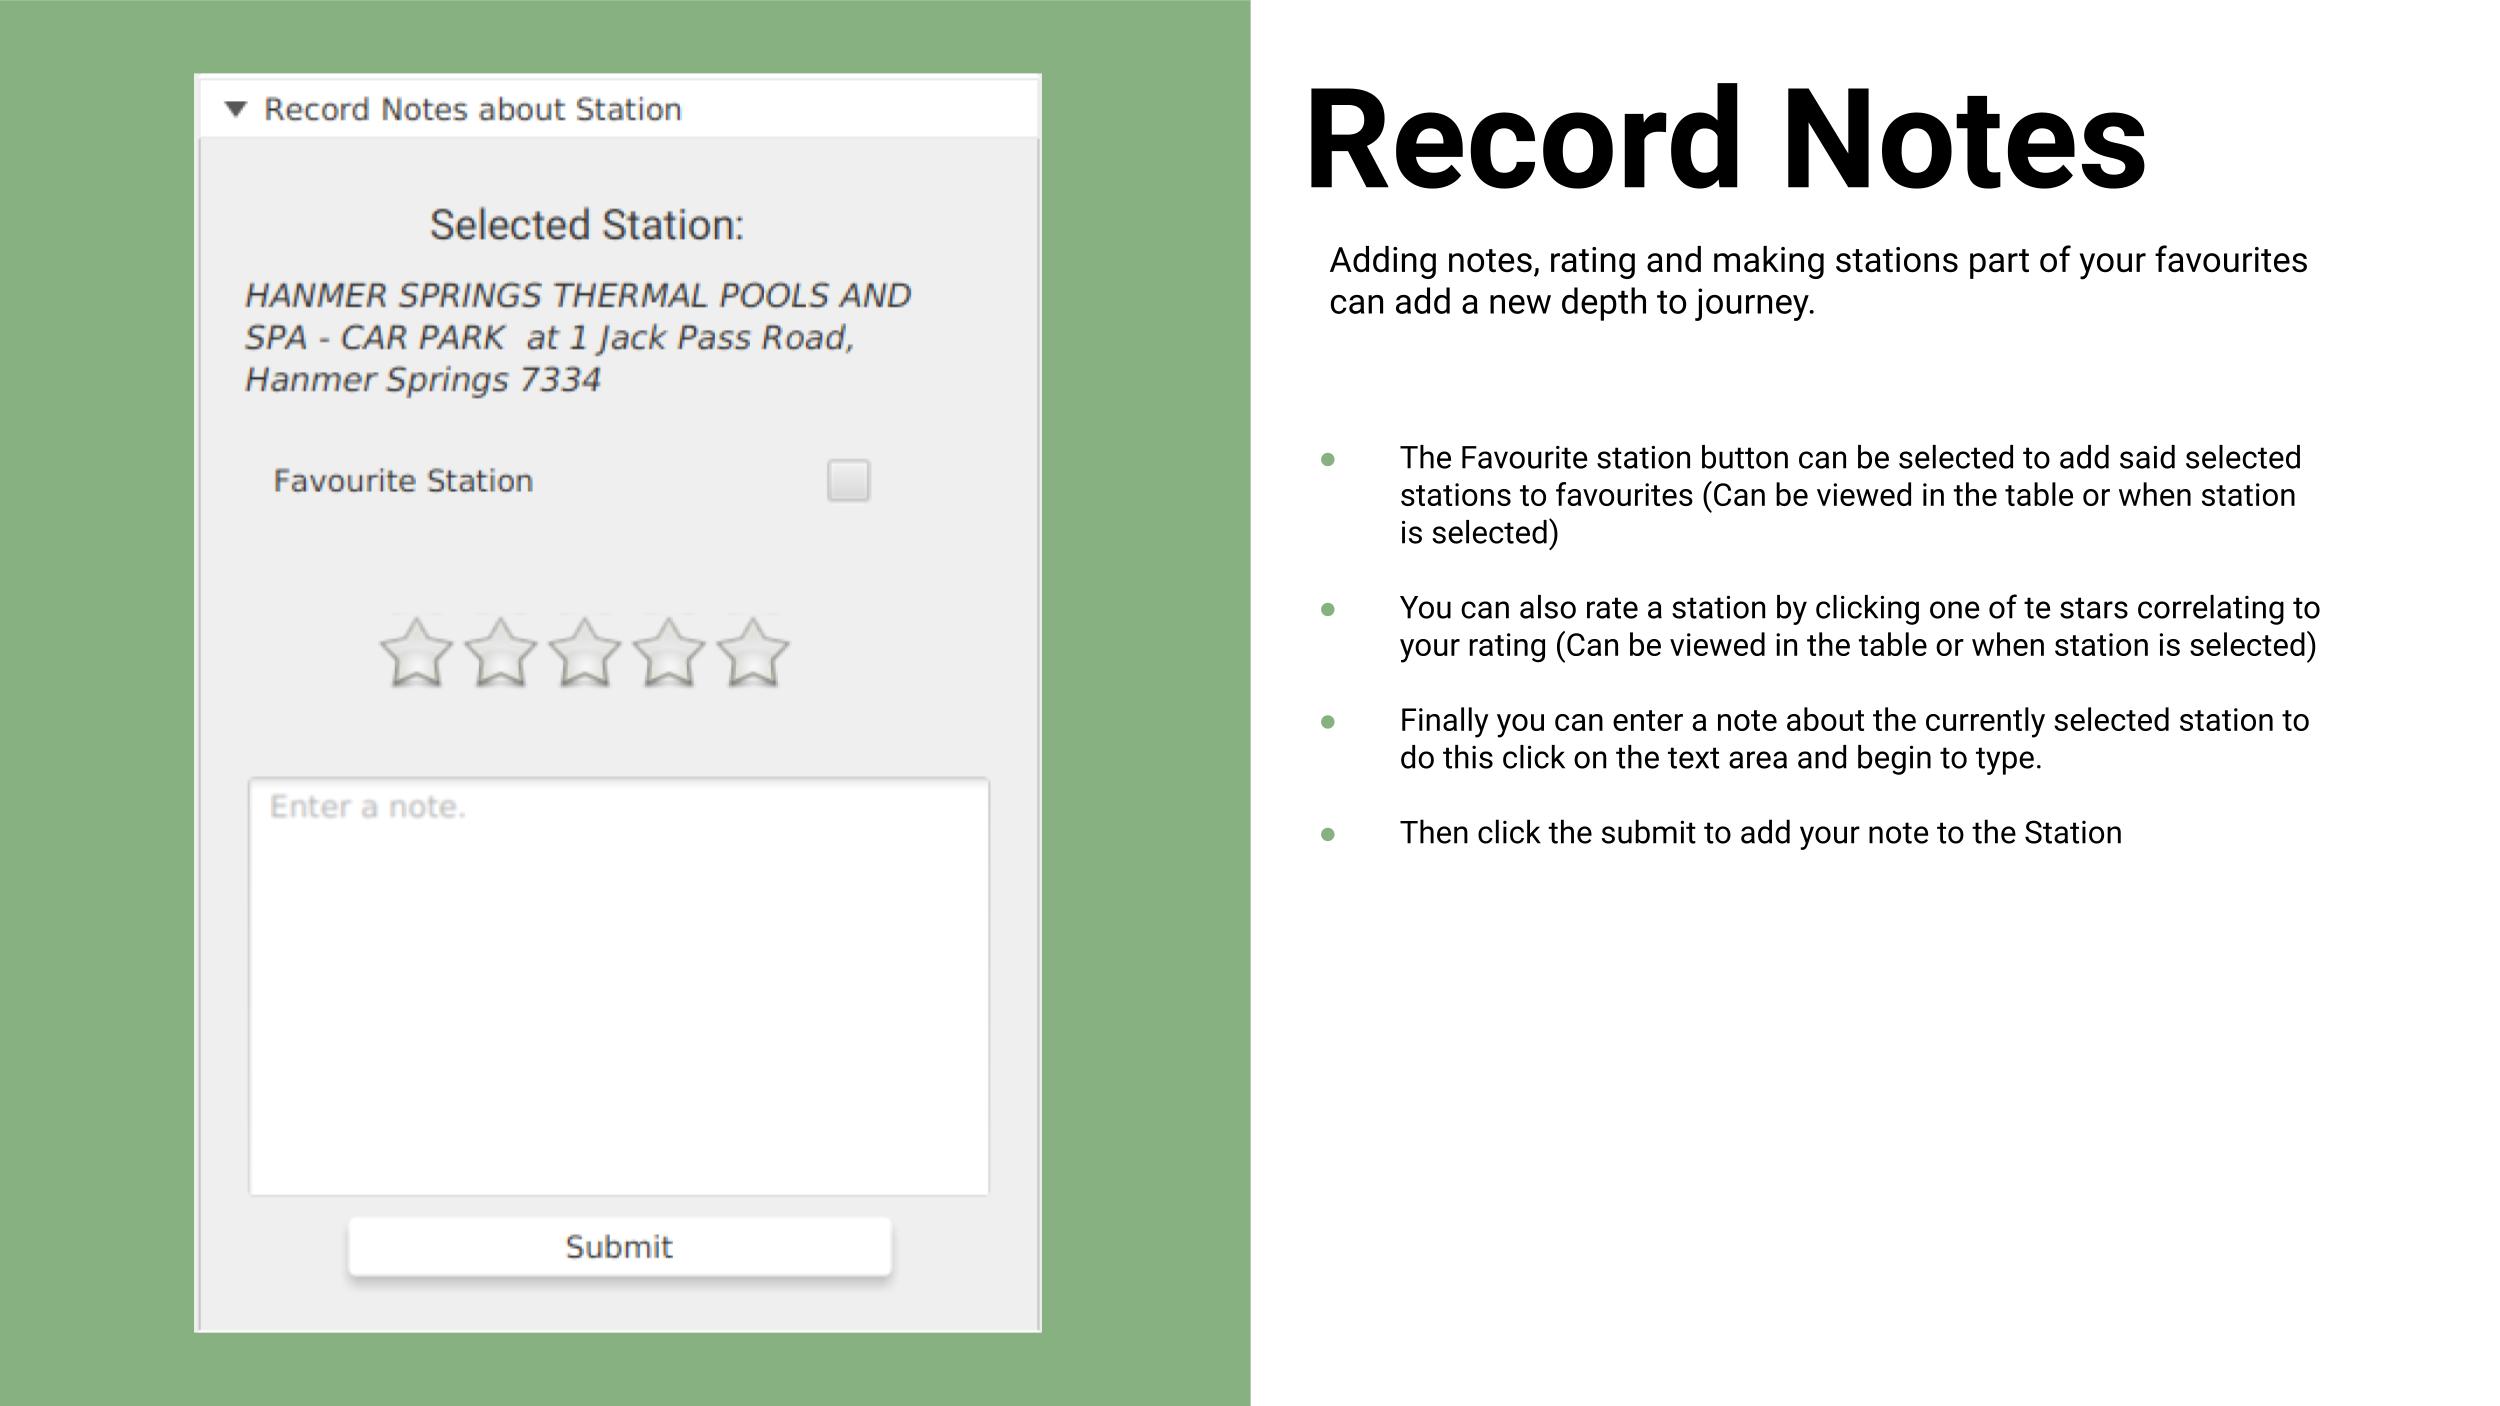 Record Notes about Station
Selected Station:
HANMER SPRINGS THERMAL POOLS AND
SPA - CAR PARK  at 1 Jack Pass Road,
Hanmer Springs 7334
Favourite Station
Enter a note.
Submit
Record Notes
Adding notes, rating and making stations part of your favourites
can add a new depth to journey.
The Favourite station button can be selected to add said selected
stations to favourites (Can be viewed in the table or when station
is selected)
You can also rate a station by clicking one of te stars correlating to
your rating (Can be viewed in the table or when station is selected)
Finally you can enter a note about the currently selected station to
do this click on the text area and begin to type.
Then click the submit to add your note to the Station